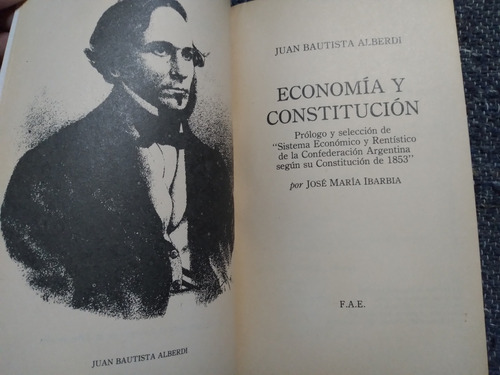 JUAN BAUTISTA ALBERDI
JUAN BAUTISTA ALBERDI
ECONOMÍA Y
CONSTITUCIÓN
Prólogo y selección de
"Sistema Económico y Rentístico
de la Confederación Argentina
según su Constitución de 1853"
por JOSÉ MARÍA IBARBIA
F.A.E.